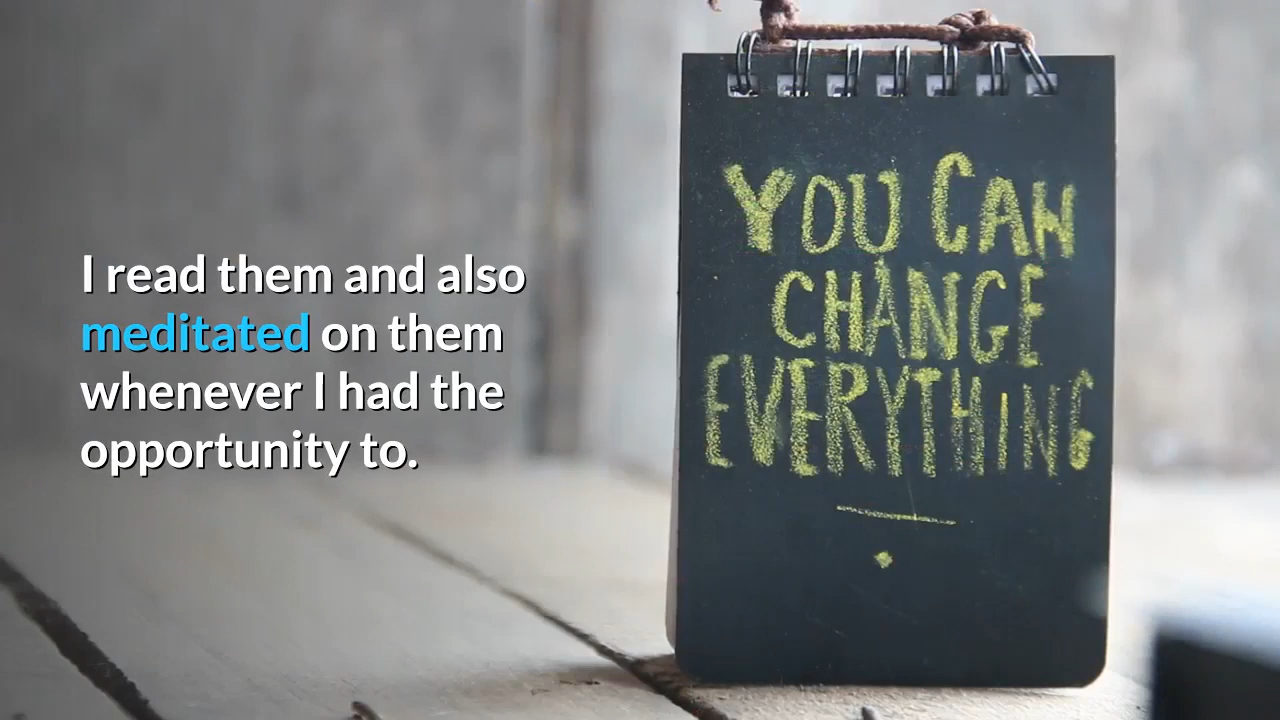 I read them and also
meditated on them
whenever I had the
opportunity to.
YOU CAN
CHANGE
EVERYTHING